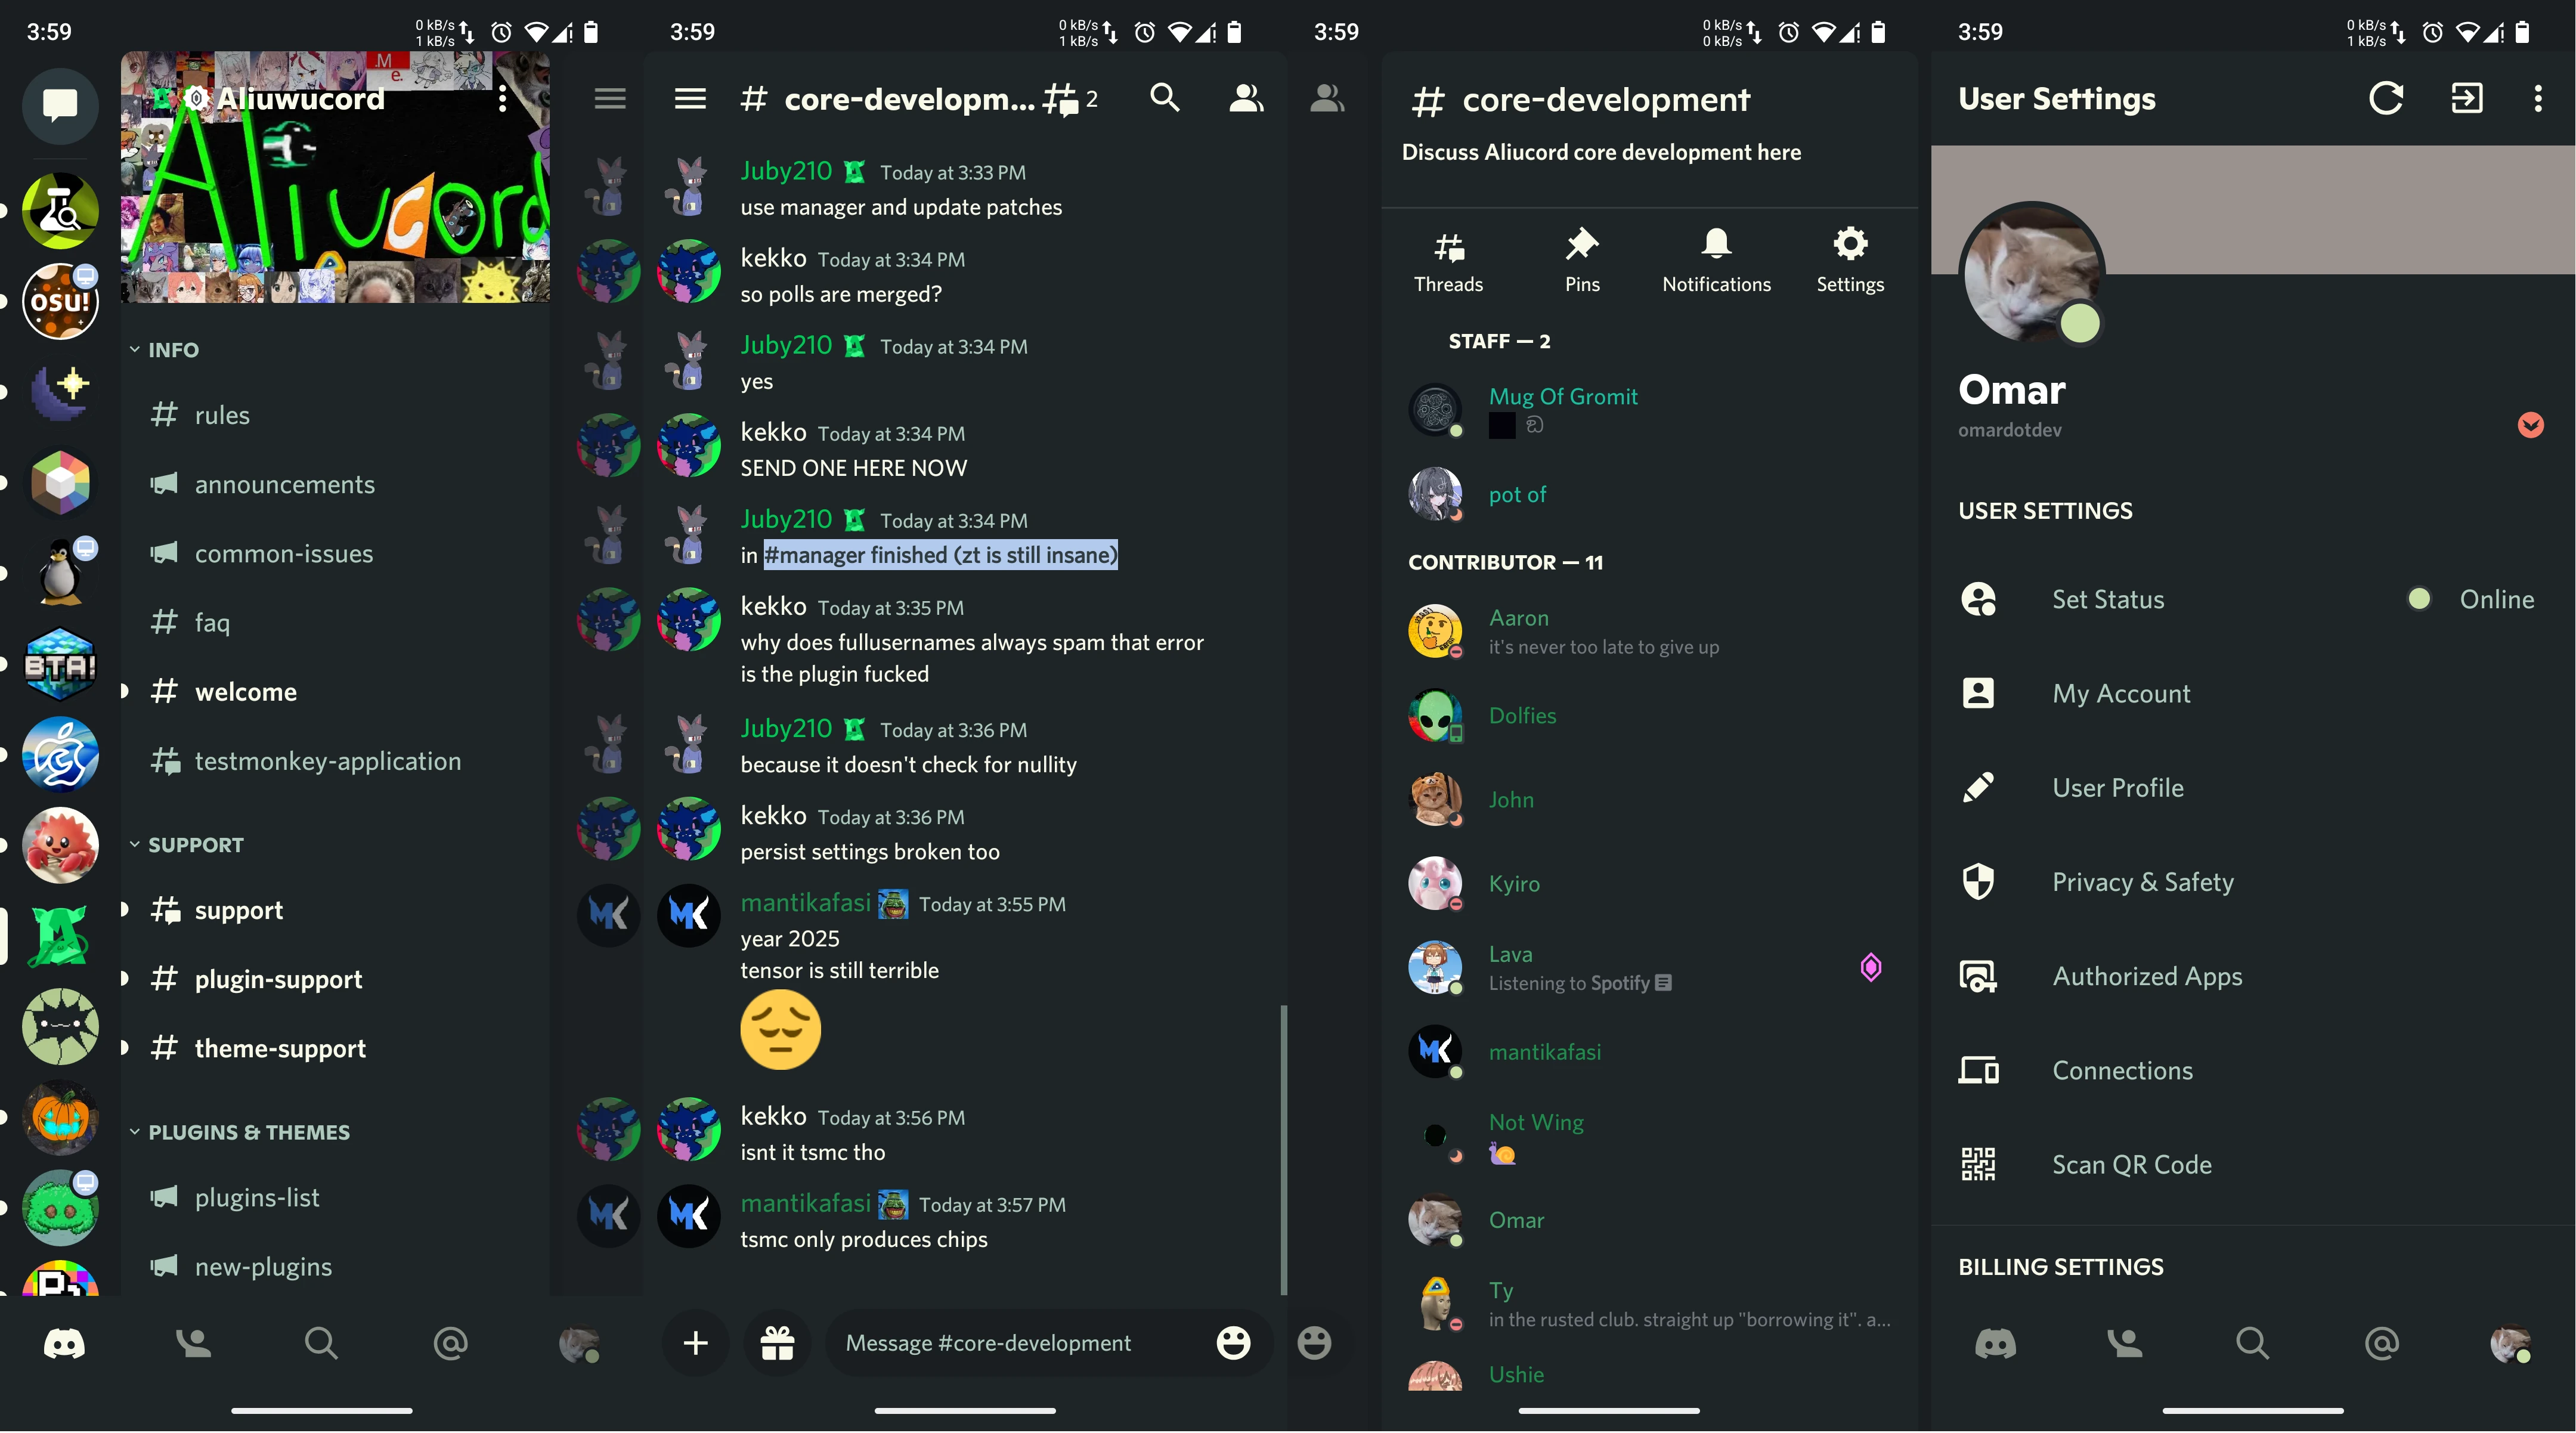 3:59
0 kB/s
1 kB/s
Aliuwucord
.M
e.
Aliucord
OSU!
BTA!
INFO
rules
announcements
common-issues
faq
welcome
testmonkey-application
SUPPORT
support
plugin-support
theme-support
PLUGINS & THEMES
plugins-list
new-plugins
3:59
0 kB/s
1 kB/s
# core-developm...
2
Juby210 Today at 3:33 PM
use manager and update patches
kekko Today at 3:34 PM
so polls are merged?
Juby210 Today at 3:34 PM
yes
kekko Today at 3:34 PM
SEND ONE HERE NOW
Juby210 Today at 3:34 PM
in #manager finished (zt is still insane)
kekko Today at 3:35 PM
why does fullusernames always spam that error
is the plugin fucked
Juby210 Today at 3:36 PM
because it doesn't check for nullity
kekko Today at 3:36 PM
persist settings broken too
MK
mantikafasi Today at 3:55 PM
year 2025
tensor is still terrible
kekko Today at 3:56 PM
isnt it tsmc tho
MK
mantikafasi Today at 3:57 PM
tsmc only produces chips
Message #core-development
3:59
0 kB/s
0 kB/s
# core-development
Discuss Aliucord core development here
Threads
Pins
Notifications
Settings
STAFF — 2
Mug Of Gromit
pot of
CONTRIBUTOR — 11
Aaron
it's never too late to give up
Dolfies
John
Kyiro
Lava
Listening to Spotify
MK
mantikafasi
Not Wing
Omar
Ty
in the rusted club. straight up "borrowing it". a...
Ushie
3:59
0 kB/s
1 kB/s
User Settings
Omar
omardotdev
USER SETTINGS
Set Status
Online
My Account
User Profile
Privacy & Safety
Authorized Apps
Connections
Scan QR Code
BILLING SETTINGS